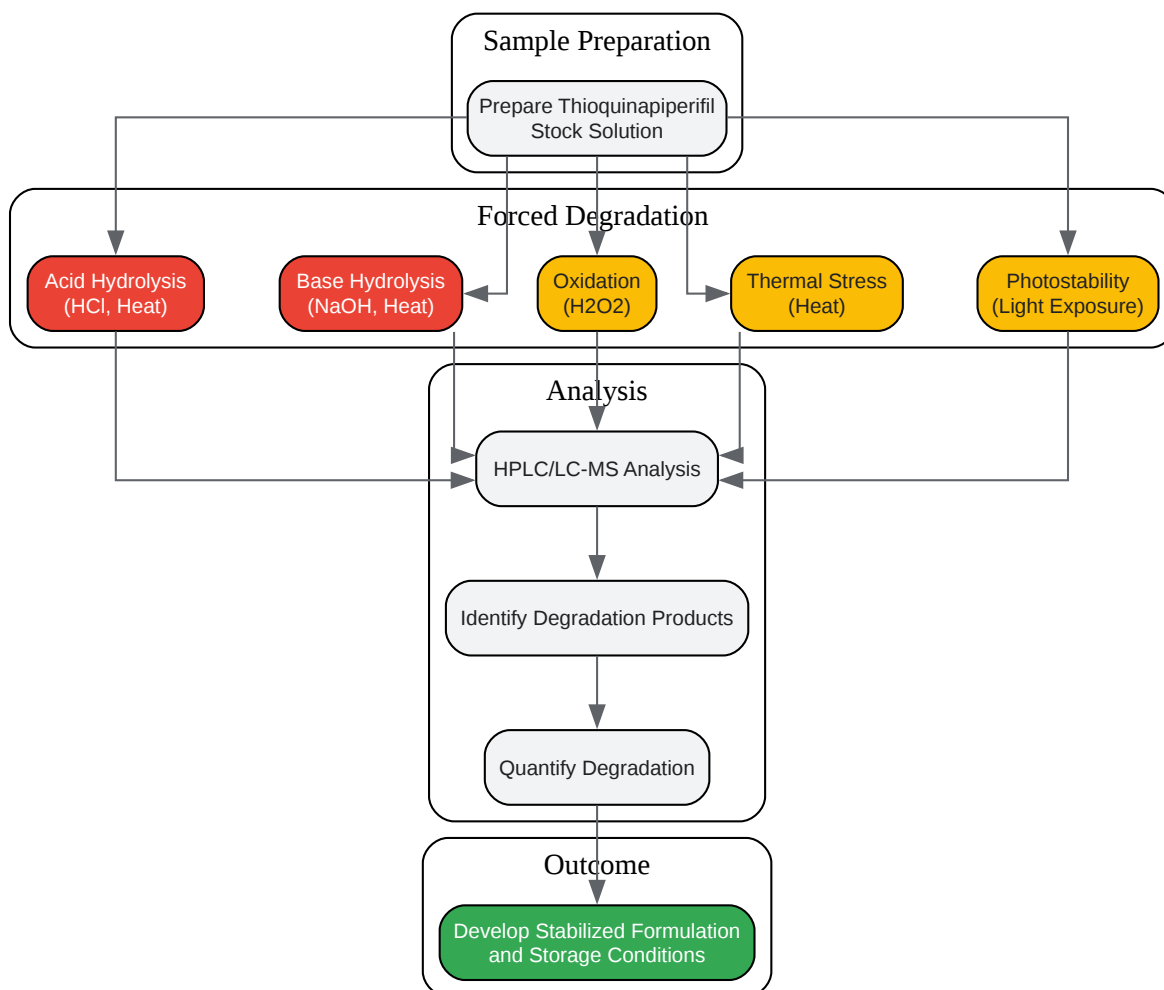 Sample Preparation
Prepare Thioquinapiperifil
Stock Solution
Forced Degradation
Acid Hydrolysis
(HCl, Heat)
Base Hydrolysis
(NaOH, Heat)
Oxidation
(H2O2)
Thermal Stress
(Heat)
Photostability
(Light Exposure)
Analysis
HPLC/LC-MS Analysis
Identify Degradation Products
Quantify Degradation
Outcome
Develop Stabilized Formulation
and Storage Conditions